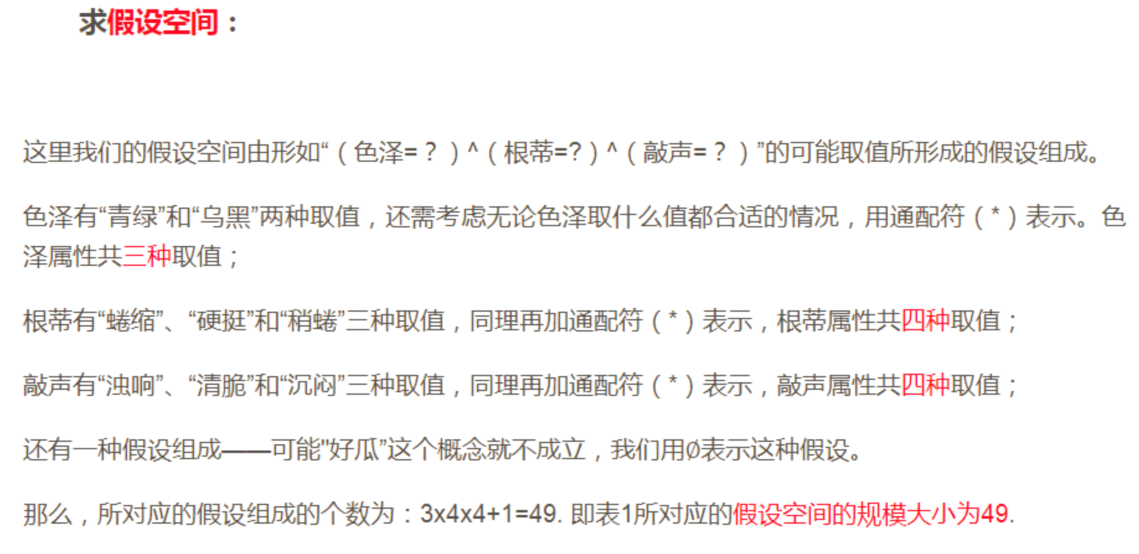 求假设空间：
这里我们的假设空间由形如“（色泽=？）^（根蒂=?）^（敲声=？）”的可能取值所形成的假设组成。
色泽有“青绿”和“乌黑”两种取值，还需考虑无论色泽取什么值都合适的情况，用通配符（*）表示。色
泽属性共三种取值；
根蒂有“蜷缩”、“硬挺”和“稍蜷”三种取值，同理再加通配符（*）表示，根蒂属性共四种取值；
敲声有“浊响”、“清脆”和“沉闷”三种取值，同理再加通配符（*）表示，敲声属性共四种取值；
还有一种假设组成——可能"好瓜”这个概念就不成立，我们用∅表示这种假设。
那么，所对应的假设组成的个数为：3x4x4+1=49. 即表1所对应的假设空间的规模大小为49.